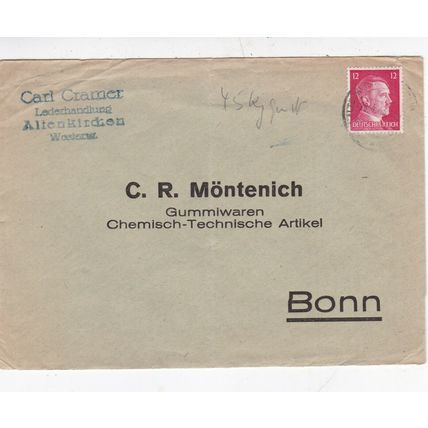 Carl Cramer
Lederhandlung
Altenkirchen
Westerw.
12 12
DEUTSCHES REICH
C. R. Möntenich
Gummiwaren
Chemisch-Technische Artikel
Bonn